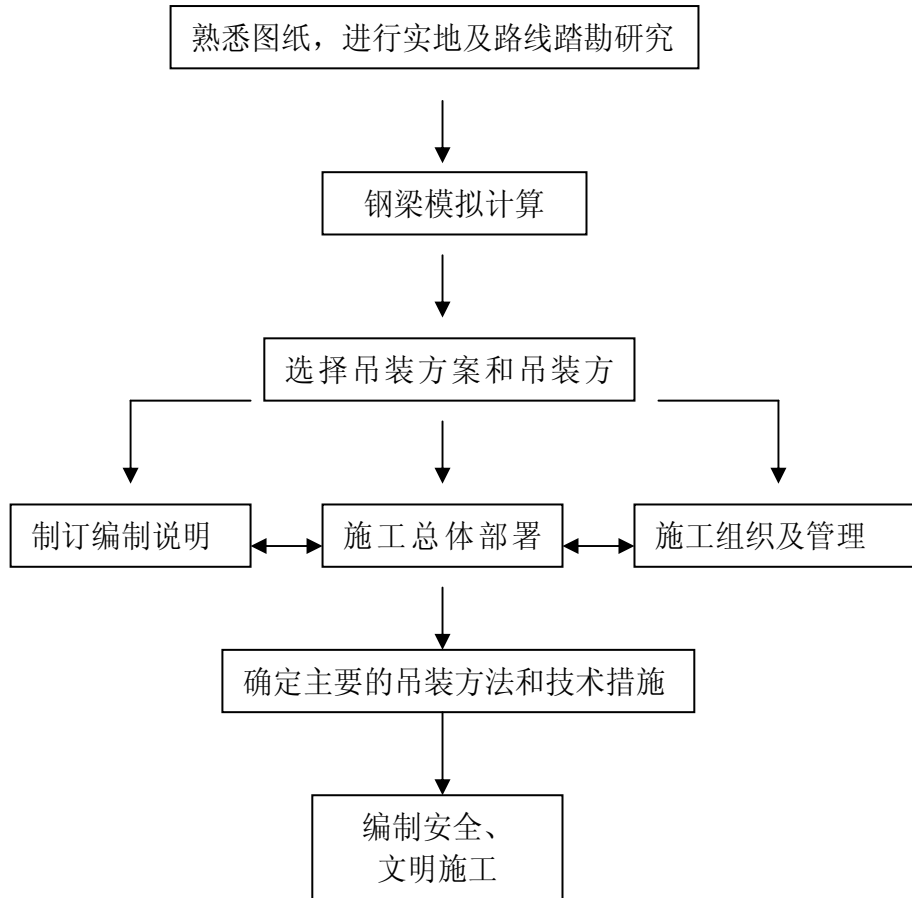 熟悉图纸，进行实地及路线踏勘研究
钢梁模拟计算
选择吊装方案和吊装方
制订编制说明
施工总体部署
施工组织及管理
确定主要的吊装方法和技术措施
编制安全、
文明施工